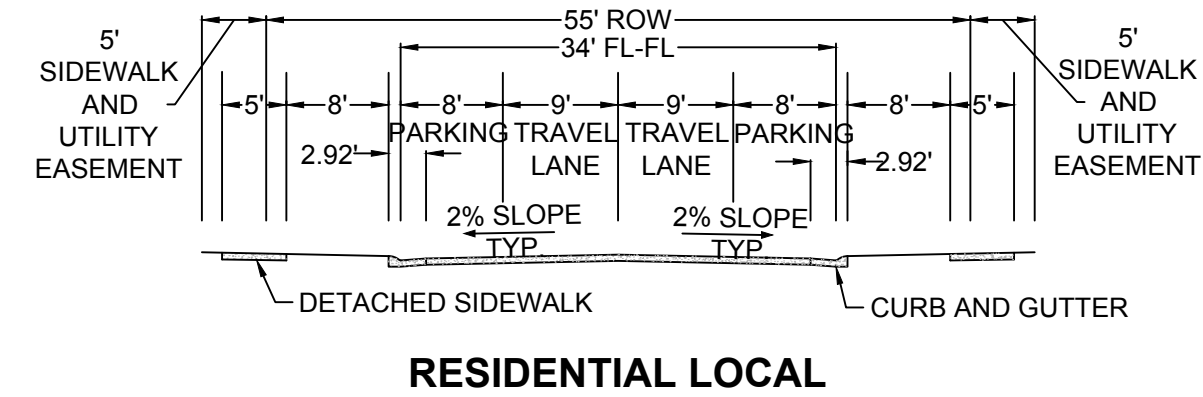 55' ROW
34' FL-FL
5'
SIDEWALK
AND
UTILITY
EASEMENT
5'
SIDEWALK
AND
UTILITY
EASEMENT
5' 8' 8' 9' 9' 8' 8' 5'
PARKING TRAVEL TRAVEL PARKING
LANE LANE
2.92' 2.92'
2% SLOPE 2% SLOPE
TYP. TYP.
DETACHED SIDEWALK
CURB AND GUTTER
RESIDENTIAL LOCAL